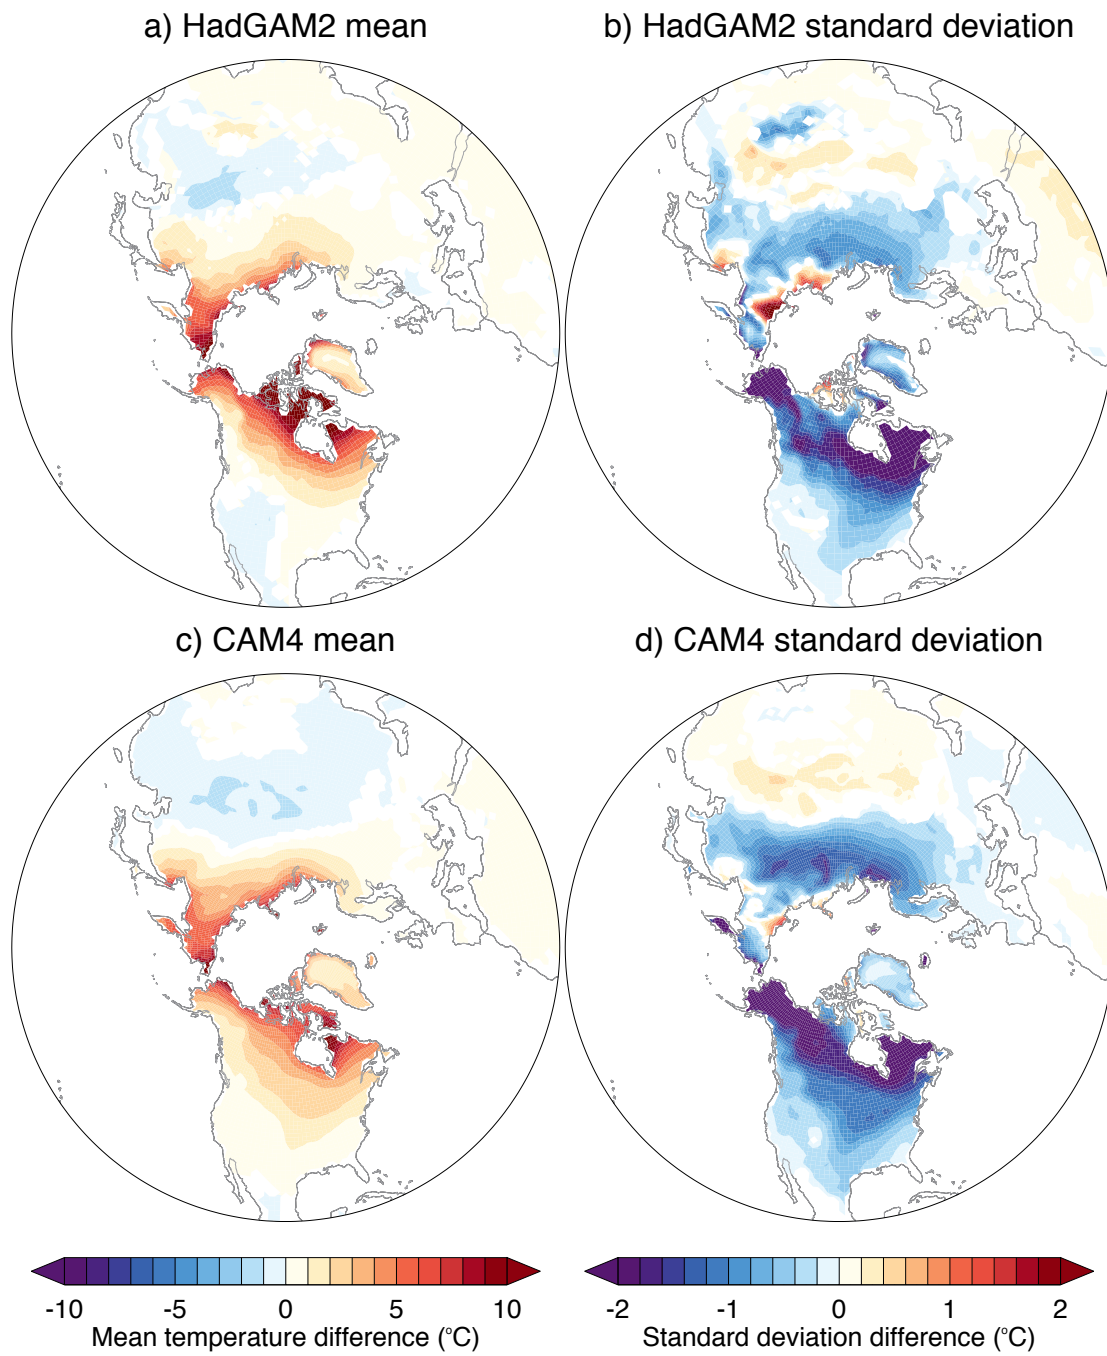 a) HadGAM2 mean
b) HadGAM2 standard deviation
c) CAM4 mean
d) CAM4 standard deviation
-10 -5 0 5 10
Mean temperature difference (°C)
-2 -1 0 1 2
Standard deviation difference (°C)